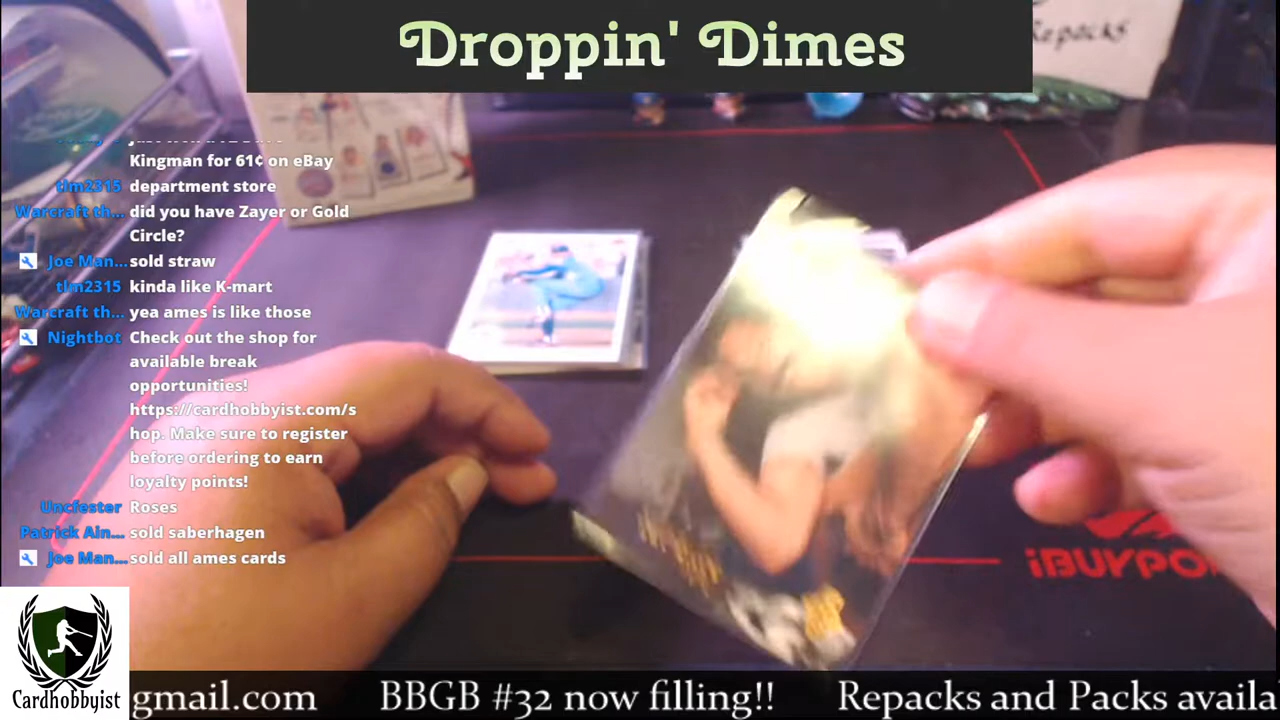 Droppin' Dimes
Repacks
Kingman for 61¢ on eBay
tlm2315 department store
Warcraft th... did you have Zayer or Gold
Circle?
Joe Man... sold straw
tlm2315 kinda like K-mart
Warcraft th... yea ames is like those
Nightbot Check out the shop for
available break
opportunities!
https://cardhobbyist.com/s
hop. Make sure to register
before ordering to earn
loyalty points!
Uncfester Roses
Patrick Ain... sold saberhagen
Joe Man... sold all ames cards
iBUYPO
Cardhobbyist
gmail.com BBGB #32 now filling!! Repacks and Packs availa